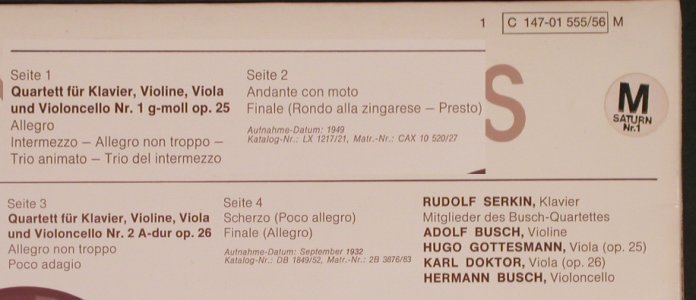 1 C 147-01 555/56 M
Seite 1
Quartett für Klavier, Violine, Viola
und Violoncello Nr. 1 g-moll op. 25
Allegro
Intermezzo – Allegro non troppo –
Trio animato – Trio del intermezzo
Seite 2
Andante con moto
Finale (Rondo alla zingarese – Presto)
Aufnahme-Datum: 1949
Katalog-Nr.: LX 1217/21, Matr.-Nr.: CAX 10 520/27
S
M
SATURN
Nr.1
Seite 3
Quartett für Klavier, Violine, Viola
und Violoncello Nr. 2 A-dur op. 26
Allegro non troppo
Poco adagio
Seite 4
Scherzo (Poco allegro)
Finale (Allegro)
Aufnahme-Datum: September 1932
Katalog-Nr.: DB 1849/52, Matr.-Nr.: 2B 3876/83
RUDOLF SERKIN, Klavier
Mitglieder des Busch-Quartettes
ADOLF BUSCH, Violine
HUGO GOTTESMANN, Viola (op. 25)
KARL DOKTOR, Viola (op. 26)
HERMANN BUSCH, Violoncello